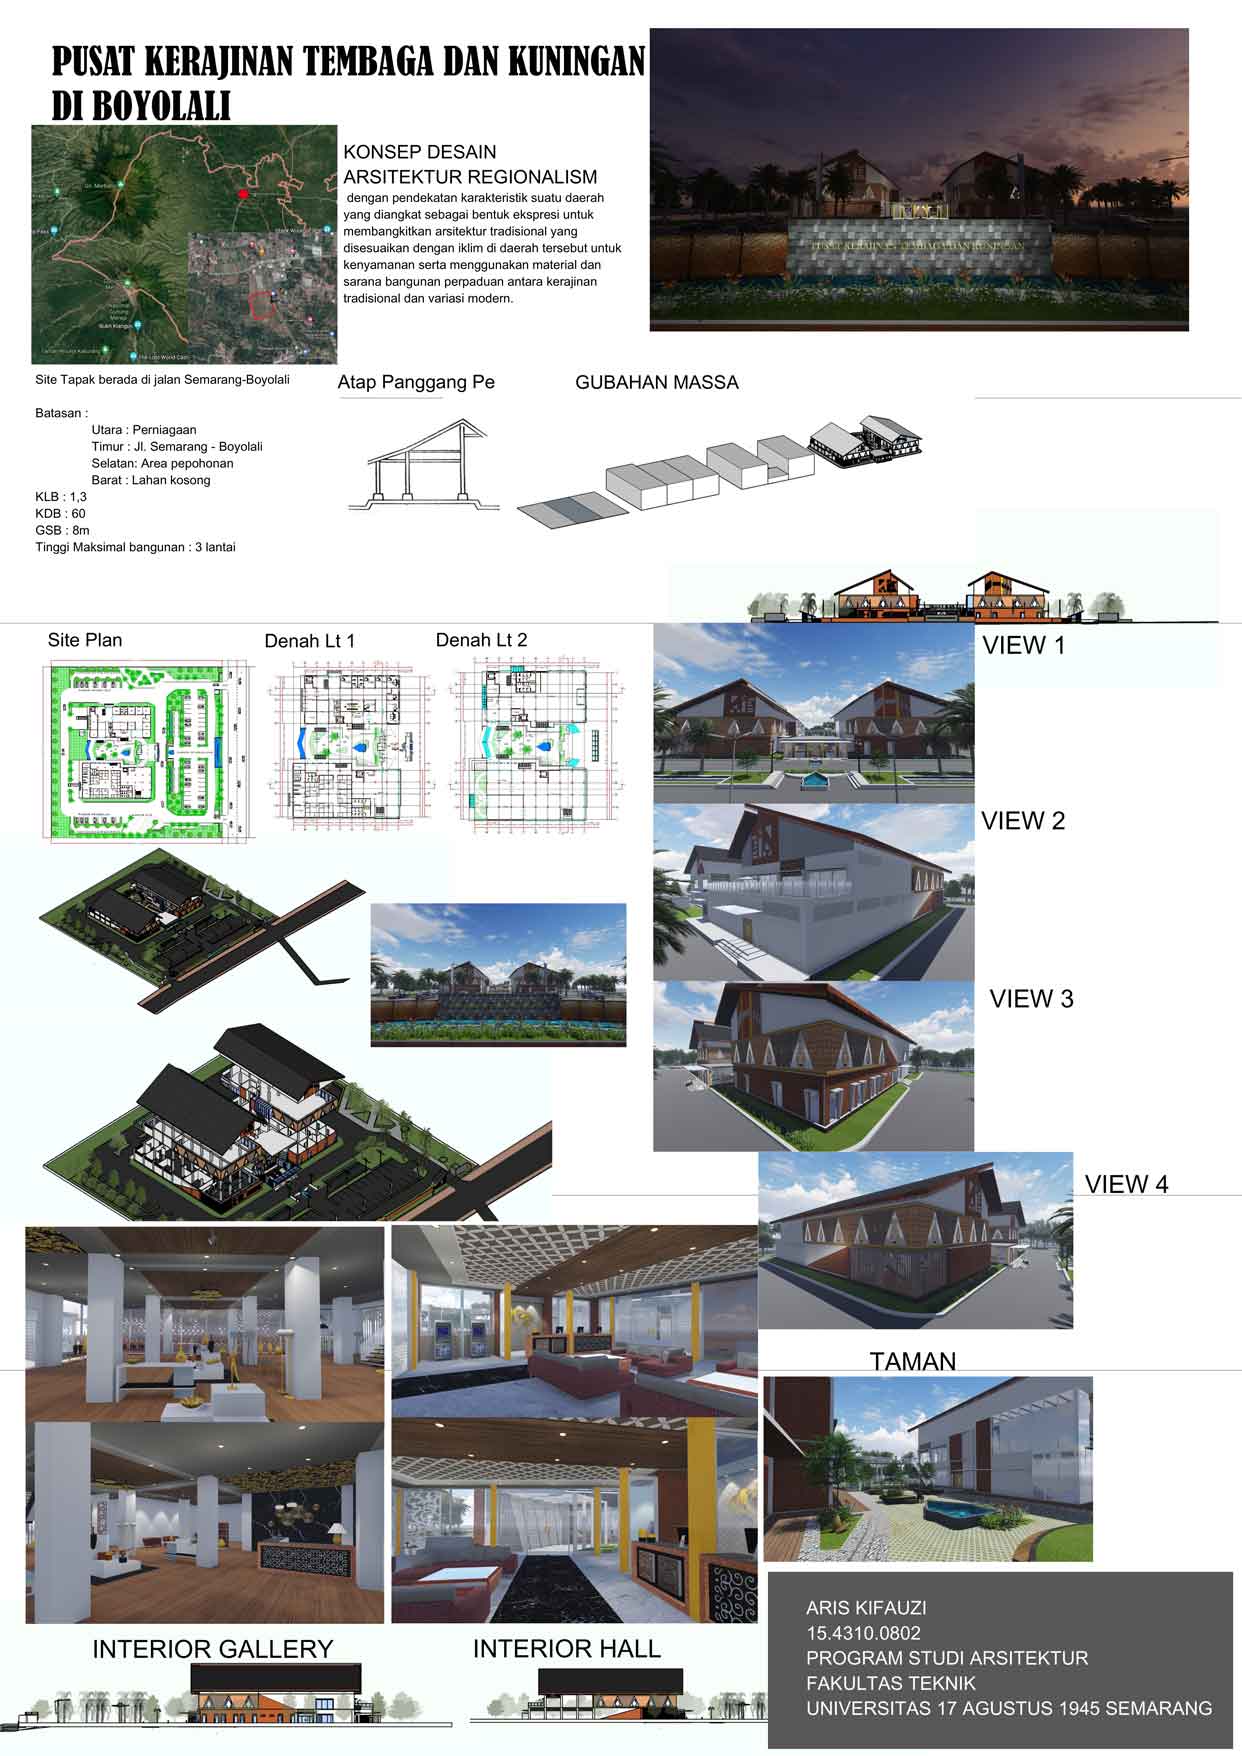 PUSAT KERAJINAN TEMBAGA DAN KUNINGAN
DI BOYOLALI
KONSEP DESAIN
ARSITEKTUR REGIONALISM
dengan pendekatan karakteristik suatu daerah
yang diangkat sebagai bentuk ekspresi untuk
membangkitkan arsitektur tradisional yang
disesuaikan dengan iklim di daerah tersebut untuk
kenyamanan serta menggunakan material dan
sarana bangunan perpaduan antara kerajinan
tradisional dan variasi modern.
PUSAT KERAJINAN TEMBAGA DAN KUNINGAN
Bukit Klangon
The Lost World Castle
Site Tapak berada di jalan Semarang-Boyolali
Batasan :
Utara : Perniagaan
Timur : Jl. Semarang - Boyolali
Selatan: Area pepohonan
Barat : Lahan kosong
KLB : 1,3
KDB : 60
GSB : 8m
Tinggi Maksimal bangunan : 3 lantai
Atap Panggang Pe
GUBAHAN MASSA
Site Plan
Denah Lt 1
Denah Lt 2
VIEW 1
VIEW 2
VIEW 3
VIEW 4
TAMAN
INTERIOR GALLERY
INTERIOR HALL
ARIS KIFAUZI
15.4310.0802
PROGRAM STUDI ARSITEKTUR
FAKULTAS TEKNIK
UNIVERSITAS 17 AGUSTUS 1945 SEMARANG